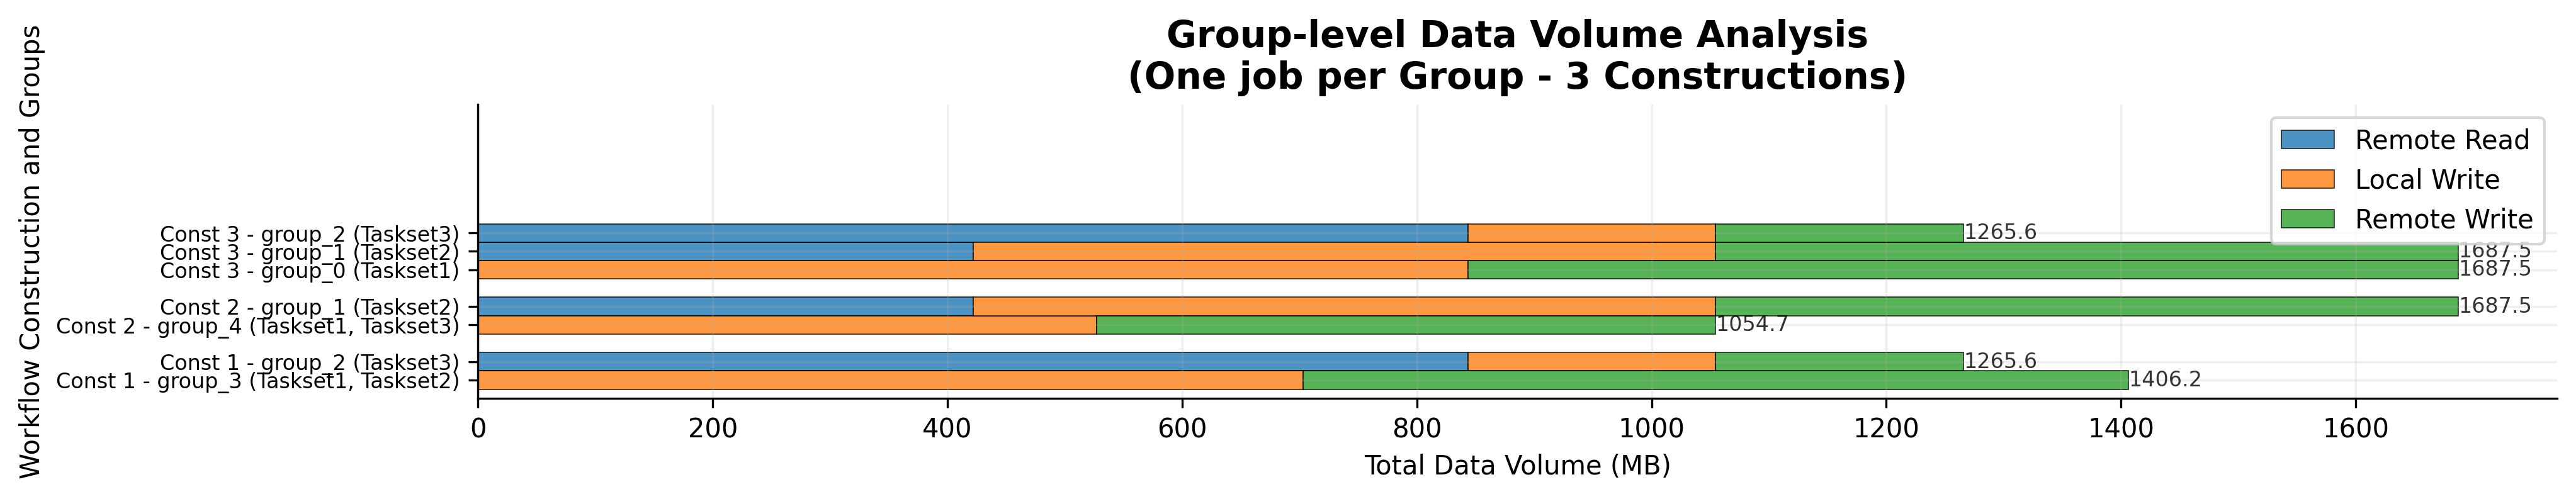 Group-level Data Volume Analysis
(One job per Group - 3 Constructions)
Workflow Construction and Groups
Remote Read
Local Write
Remote Write
Const 3 - group_2 (Taskset3)
1265.6
Const 3 - group_1 (Taskset2)
1687.5
Const 3 - group_0 (Taskset1)
1687.5
Const 2 - group_1 (Taskset2)
1687.5
Const 2 - group_4 (Taskset1, Taskset3)
1054.7
Const 1 - group_2 (Taskset3)
1265.6
Const 1 - group_3 (Taskset1, Taskset2)
1406.2
0 200 400 600 800 1000 1200 1400 1600
Total Data Volume (MB)